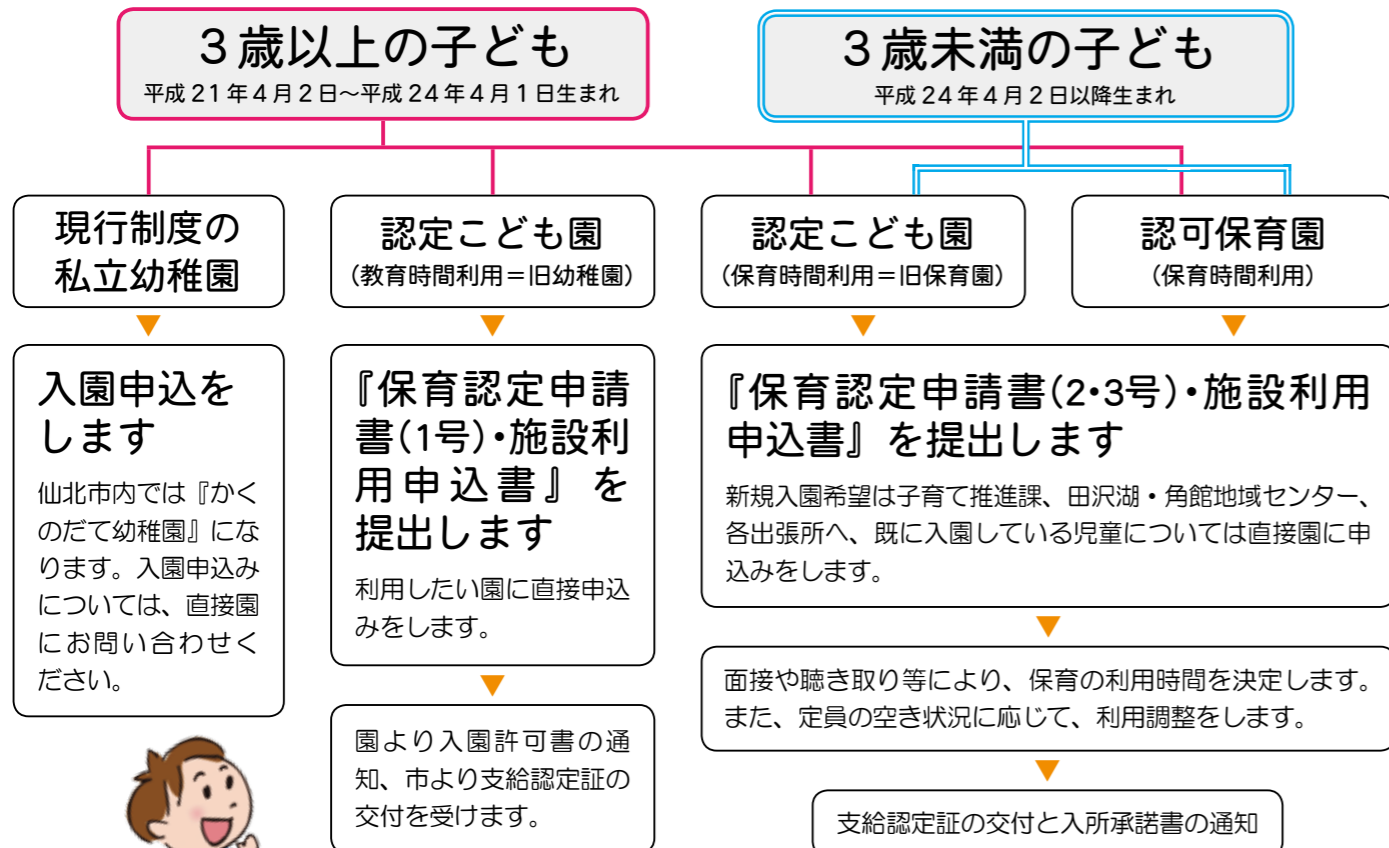 3歳以上の子ども
平成21年4月2日〜平成24年4月1日生まれ
3歳未満の子ども
平成24年4月2日以降生まれ
現行制度の
私立幼稚園
認定こども園
(教育時間利用＝旧幼稚園)
認定こども園
(保育時間利用＝旧保育園)
認可保育園
(保育時間利用)
入園申込を
します
仙北市内では『かく
のだて幼稚園』にな
ります。入園申込み
については、直接園
にお問い合わせく
ださい。
『保育認定申請
書(1号)・施設利
用申込書』を
提出します
利用したい園に直接申込
みをします。
園より入園許可書の通
知、市より支給認定証の
交付を受けます。
『保育認定申請書(2・3号)・施設利用
申込書』を提出します
新規入園希望は子育て推進課、田沢湖・角館地域センター、
各出張所へ、既に入園している児童については直接園に申
込みをします。
面接や聴き取り等により、保育の利用時間を決定します。
また、定員の空き状況に応じて、利用調整をします。
支給認定証の交付と入所承諾書の通知